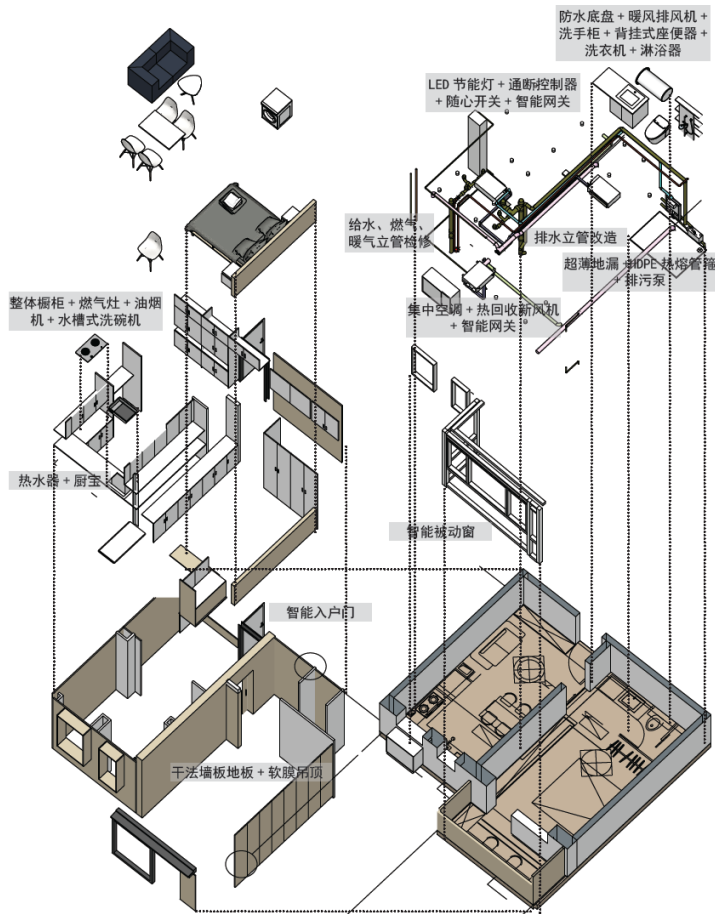 防水底盘 + 暖风排风机 +
洗手柜 + 背挂式座便器 +
洗衣机 + 淋浴器
LED 节能灯 + 通断控制器
+ 随心开关 + 智能网关
给水、燃气、
暖气立管检修
排水立管改造
超薄地漏 + HDPE 热熔管箍
+ 排污泵
集中空调 + 热回收新风机
+ 智能网关
整体橱柜 + 燃气灶 + 油烟
机 + 水槽式洗碗机
热水器 + 厨宝
智能被动窗
智能入户门
干法墙板地板 + 软膜吊顶